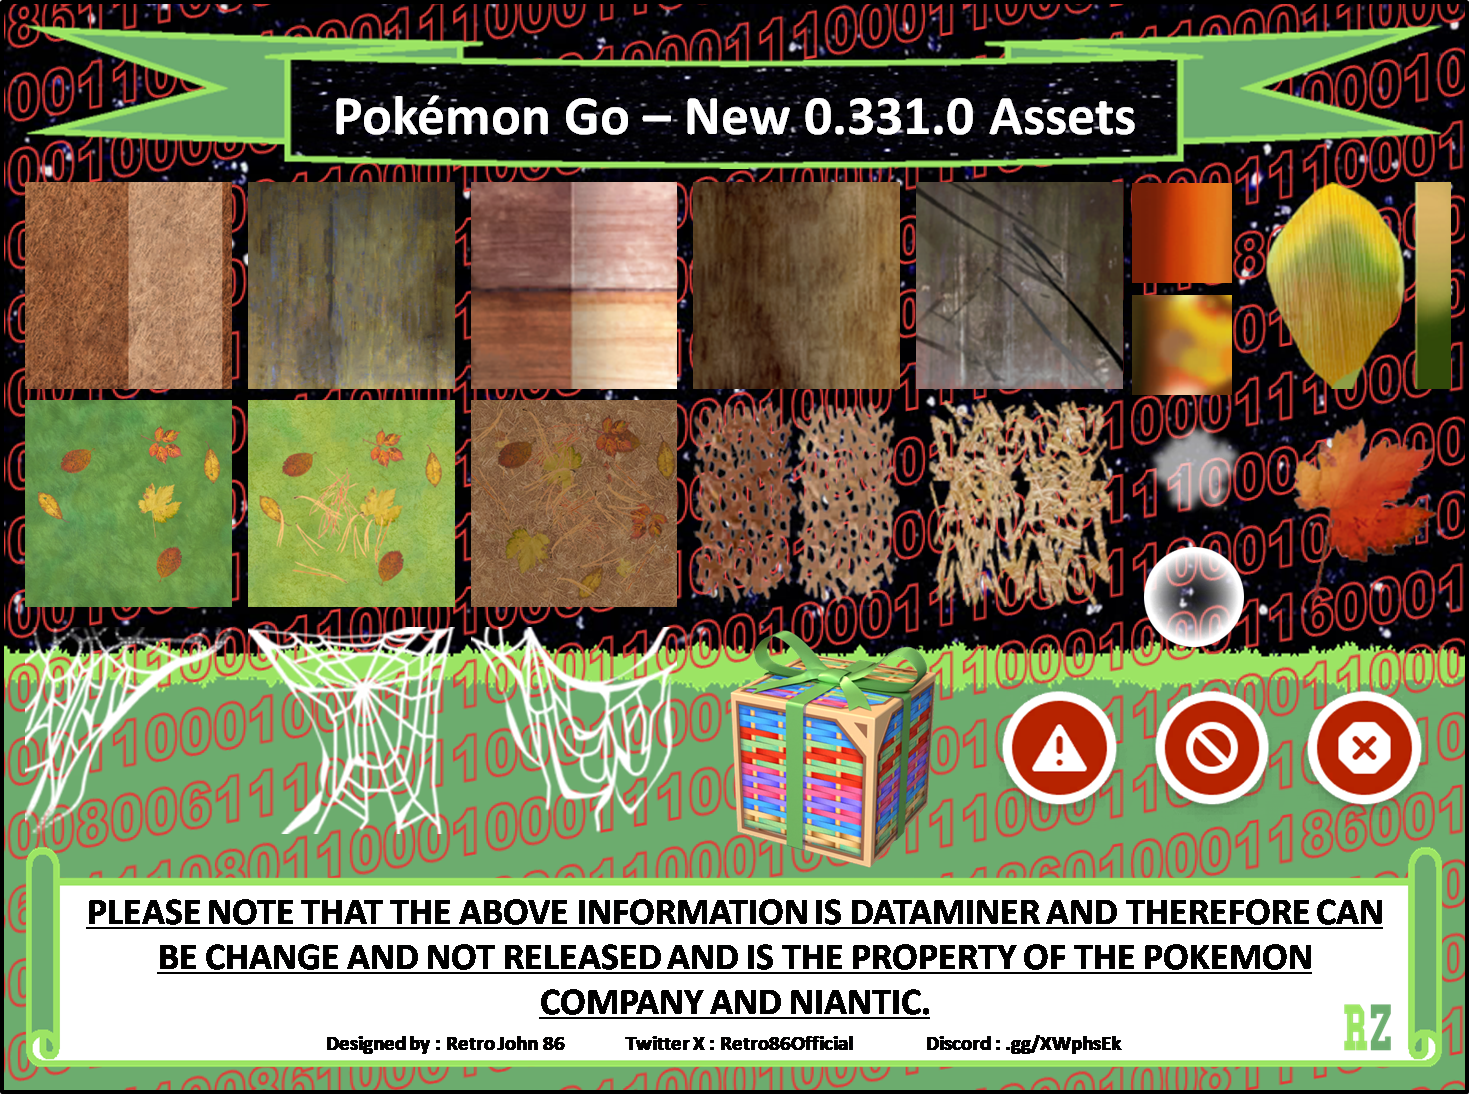 Pokémon Go – New 0.331.0 Assets
PLEASE NOTE THAT THE ABOVE INFORMATION IS DATAMINER AND THEREFORE CAN
BE CHANGE AND NOT RELEASED AND IS THE PROPERTY OF THE POKEMON
COMPANY AND NIANTIC.
Designed by : Retro John 86 Twitter X : Retro86Official Discord : .gg/XWphsEk
RZ